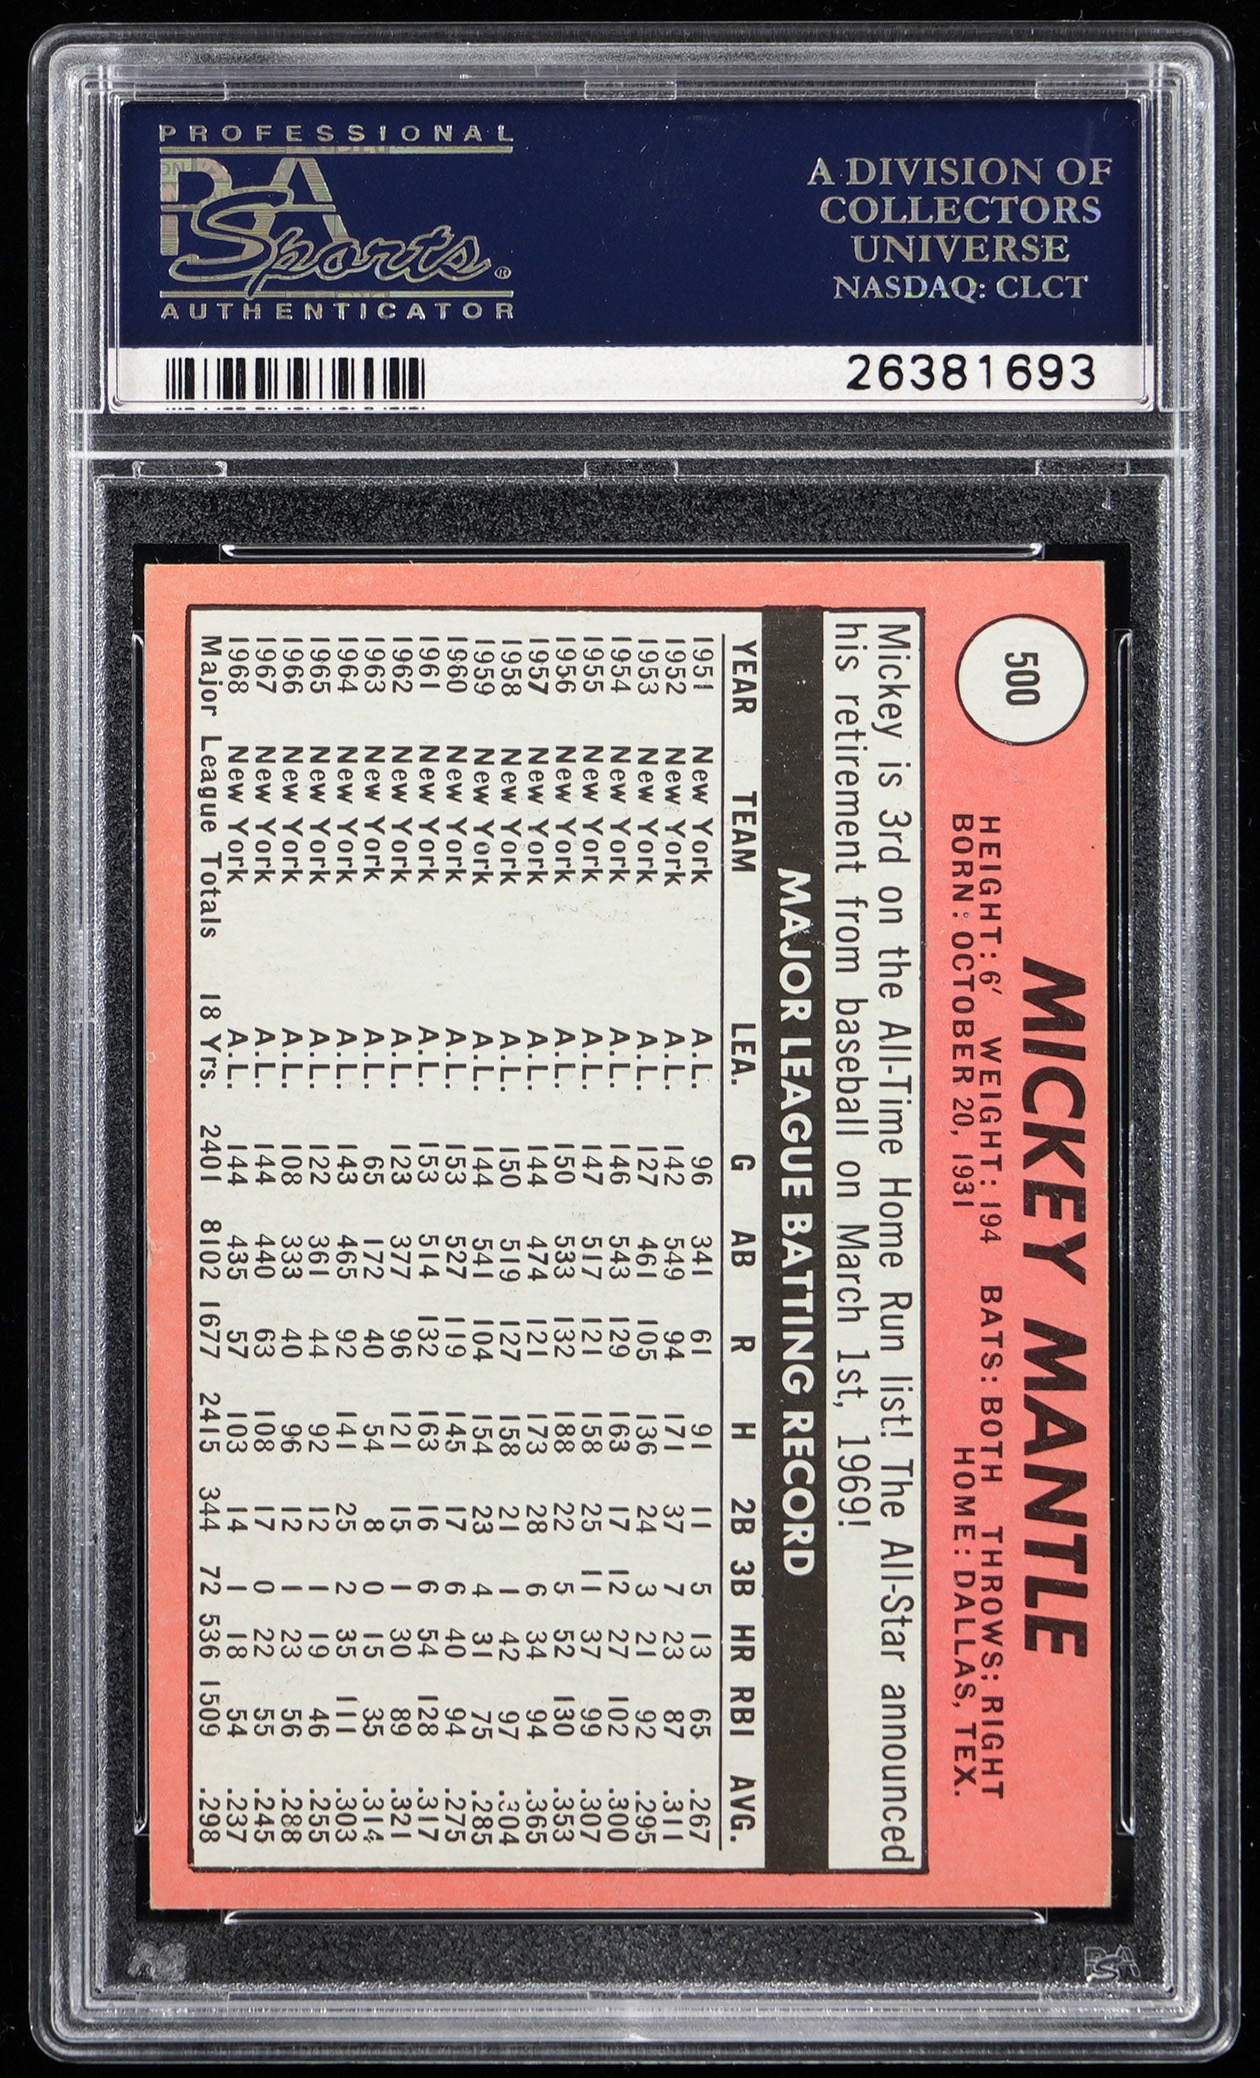 PROFESSIONAL
PSA
Sports®
AUTHENTICATOR
A DIVISION OF
COLLECTORS
UNIVERSE
NASDAQ: CLCT
26381693
500
MICKEY MANTLE
HEIGHT: 6′ WEIGHT: 194 BATS: BOTH THROWS: RIGHT
BORN: OCTOBER 20, 1931 HOME: DALLAS, TEX.
Mickey is 3rd on the All-Time Home Run list! The All-Star announced
his retirement from baseball on March 1st, 1969!
MAJOR LEAGUE BATTING RECORD
YEAR TEAM LEA. G AB R H 2B 3B HR RBI AVG.
1951 New York A.L. 96 341 61 91 11 5 13 65 .267
1952 New York A.L. 142 549 94 171 37 7 23 87 .311
1953 New York A.L. 127 461 105 136 24 3 21 92 .295
1954 New York A.L. 146 543 129 163 17 12 27 102 .300
1955 New York A.L. 147 517 121 158 25 11 37 99 .307
1956 New York A.L. 150 533 132 188 22 5 52 130 .353
1957 New York A.L. 144 474 121 173 28 6 34 94 .365
1958 New York A.L. 150 519 127 158 21 1 42 97 .304
1959 New York A.L. 144 541 104 154 23 4 31 75 .285
1960 New York A.L. 153 527 119 145 17 6 40 94 .275
1961 New York A.L. 153 514 132 163 16 6 54 128 .317
1962 New York A.L. 123 377 96 121 15 1 30 89 .321
1963 New York A.L. 65 172 40 54 8 0 15 35 .314
1964 New York A.L. 143 465 92 141 25 2 35 111 .303
1965 New York A.L. 122 361 44 92 12 1 19 46 .255
1966 New York A.L. 108 333 40 96 12 1 23 56 .288
1967 New York A.L. 144 440 63 108 17 0 22 55 .245
1968 New York A.L. 144 435 57 103 14 1 18 54 .237
Major League Totals 18 Yrs. 2401 8102 1677 2415 344 72 536 1509 .298
PSA